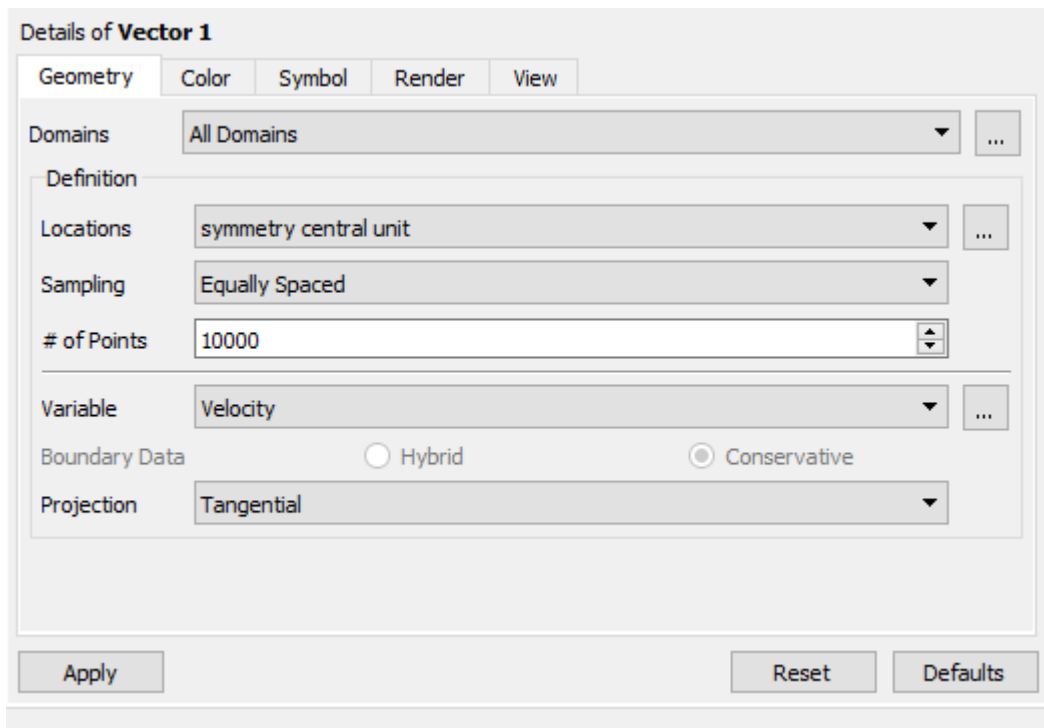 Details of Vector 1
Geometry Color Symbol Render View
Domains All Domains ...
Definition
Locations symmetry central unit ...
Sampling Equally Spaced
# of Points 10000
Variable Velocity ...
Boundary Data Hybrid Conservative
Projection Tangential
Apply Reset Defaults